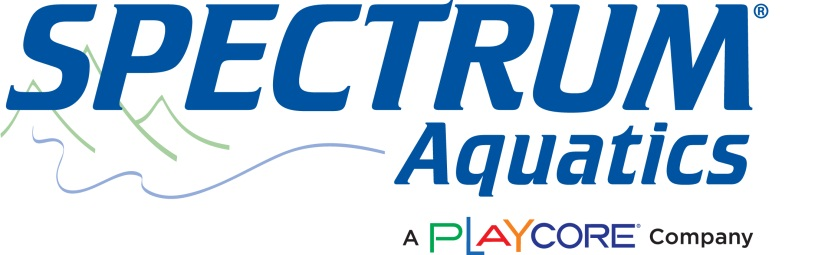 SPECTRUM®
Aquatics
A PLAYCORE® Company